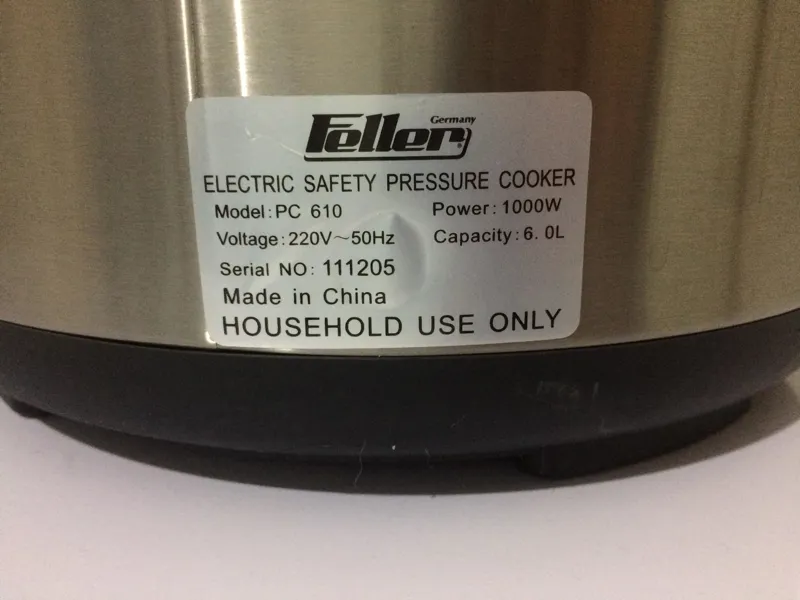 Feller Germany
ELECTRIC SAFETY PRESSURE COOKER
Model: PC 610 Power: 1000W
Voltage: 220V~50Hz Capacity: 6.0L
Serial NO: 111205
Made in China
HOUSEHOLD USE ONLY